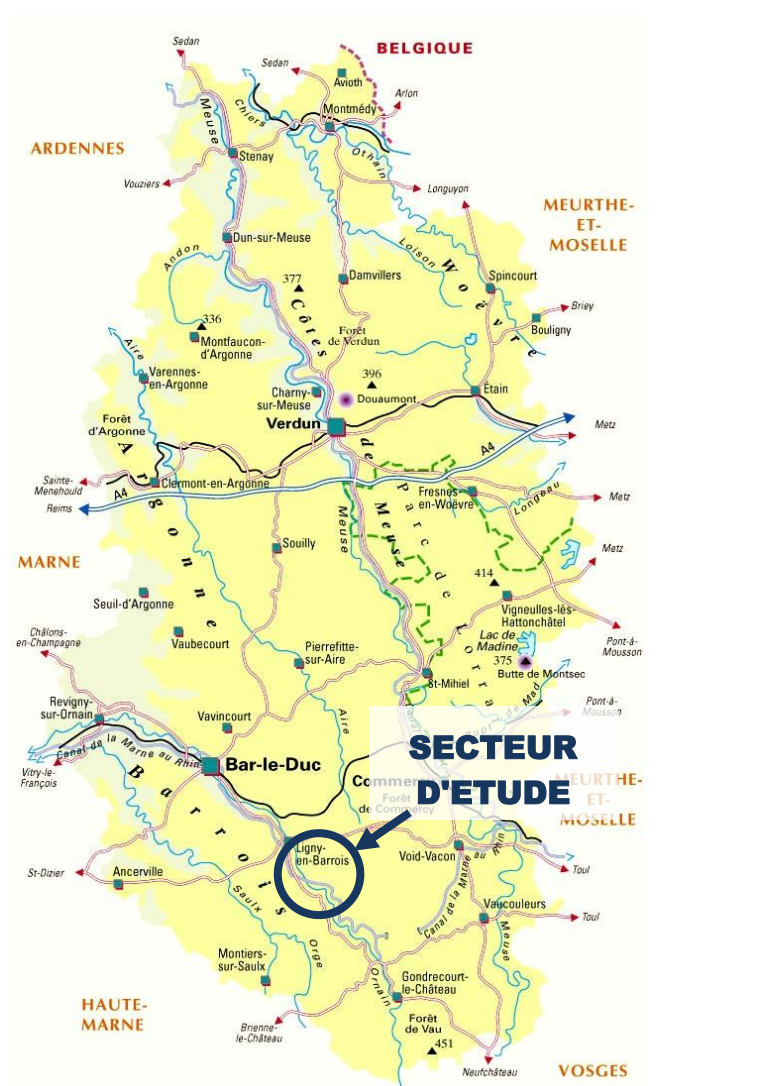 BELGIQUE
Sedan
Sedan
Avioth
Arlon
Chiers
Meuse
Montmédy
ARDENNES
Stenay
Othain
Vouziers
Longuyon
MEURTHE-
ET-
MOSELLE
Dun-sur-Meuse
Andon
Loison
Woëvre
377
Damvillers
Spincourt
Côtes
Briey
336
Bouligny
Forêt
de Verdun
Montfaucon-
d'Argonne
Aire
Varennes-
en-Argonne
396
Étain
Charny-
sur-Meuse
Douaumont
Forêt
d'Argonne
Verdun
Metz
de
A4
Argonne
Sainte-
Menehould
Clermont-en-Argonne
A4
Reims
Parc de Lorra
Fresnes-
en-Woëvre
Longeau
Metz
Meuse
Meuse
Souilly
Metz
MARNE
414
Seuil-d'Argonne
Vigneulles-lès-
Hattonchâtel
Châlons-
en-Champagne
Vaubecourt
Lac de
Madine
Pont-à-
Mousson
Pierrefitte-
sur-Aire
375
Butte de Montsec
St-Mihiel
Revigny-
sur-Ornain
Vavincourt
Aire
Rupt de Mad
Pont-à-
Mousson
Canal de la Marne au Rhin
SECTEUR
D'ETUDE
Vitry-le-
François
Bar-le-Duc
Commercy
MEURTHE-
ET-
MOSELLE
Forêt
de Commercy
Barrois
Ligny-
en-Barrois
Void-Vacon
Canal de la Marne au Rhin
St-Dizier
Ancerville
Toul
Saulx
Vaucouleurs
Toul
Meuse
Montiers-
sur-Saulx
Orge
Ornain
Gondrecourt-
le-Château
HAUTE-
MARNE
Brienne-
le-Château
Forêt
de Vau
451
Neufchâteau
VOSGES